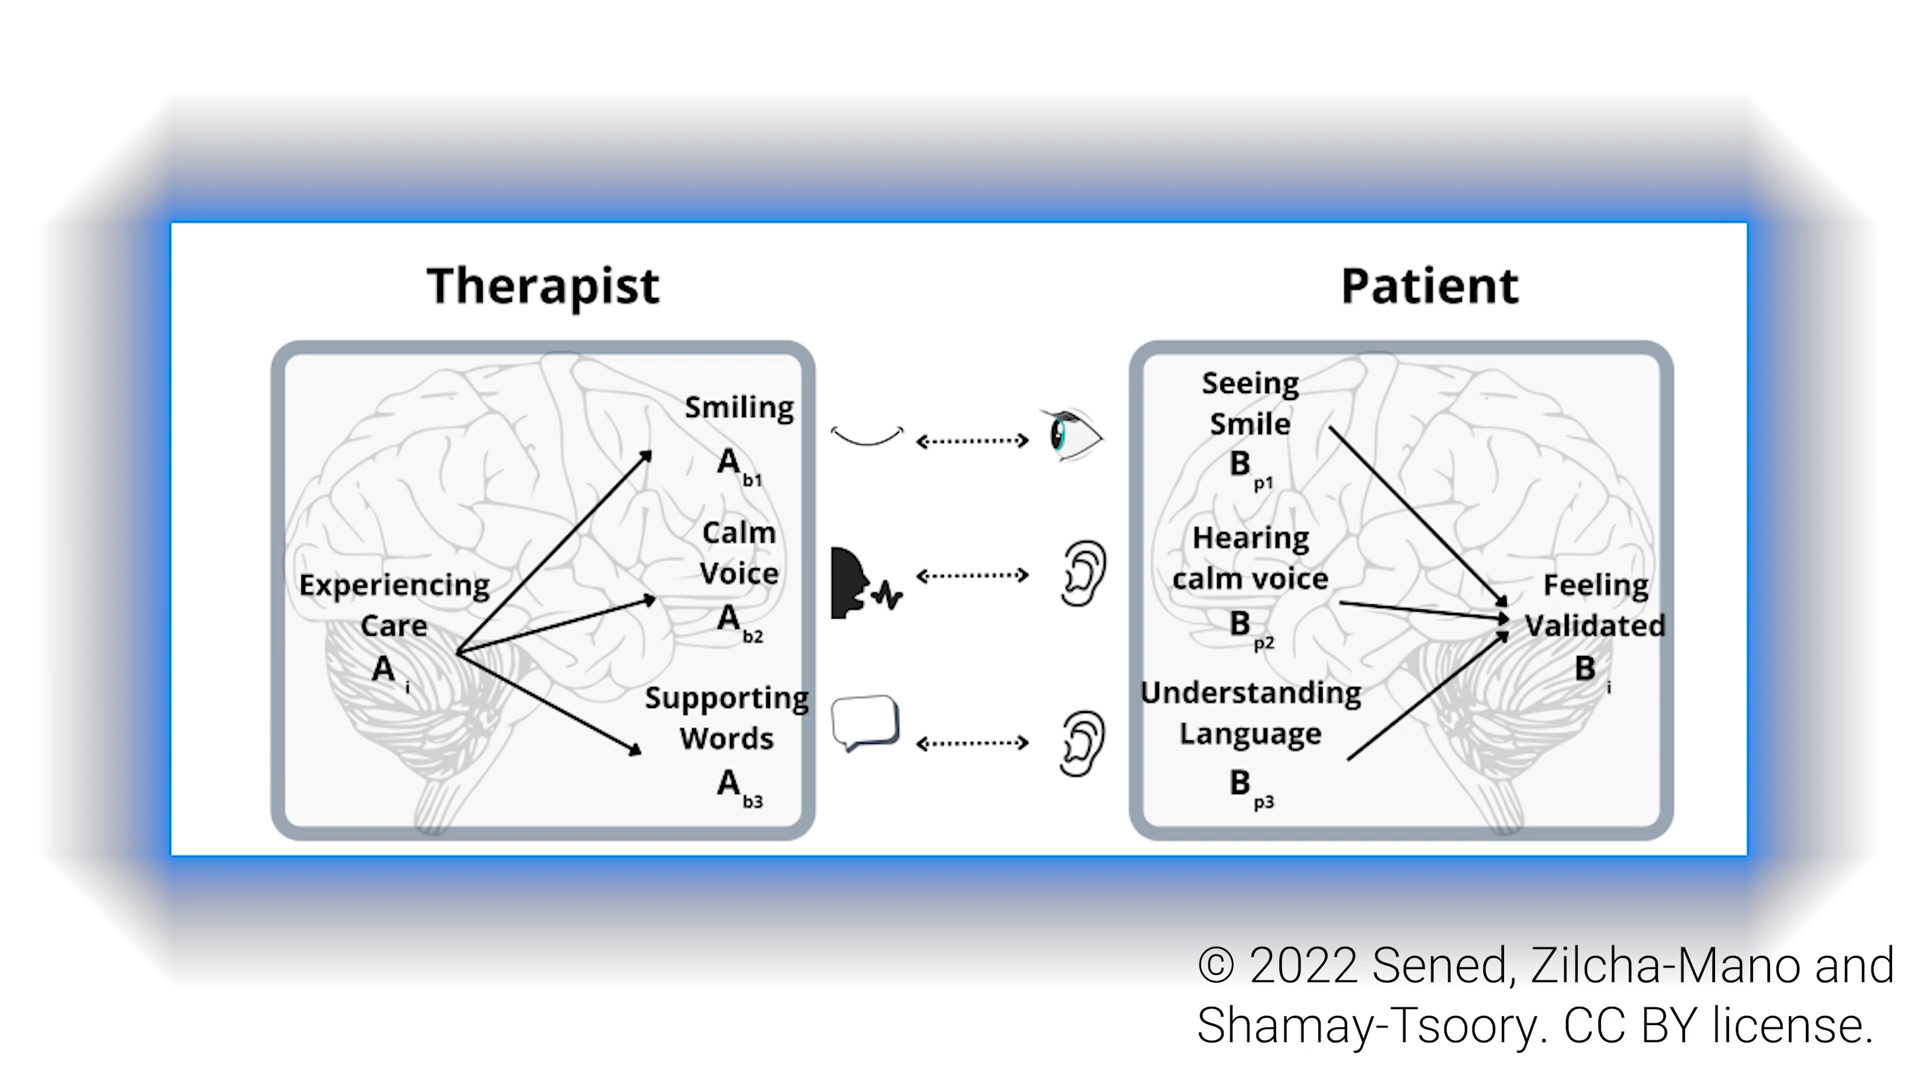 Therapist
Experiencing
Care
A i
Smiling
A b1
Calm
Voice
A b2
Supporting
Words
A b3
Patient
Seeing
Smile
B p1
Hearing
calm voice
B p2
Understanding
Language
B p3
Feeling
Validated
B i
© 2022 Sened, Zilcha-Mano and
Shamay-Tsoory. CC BY license.